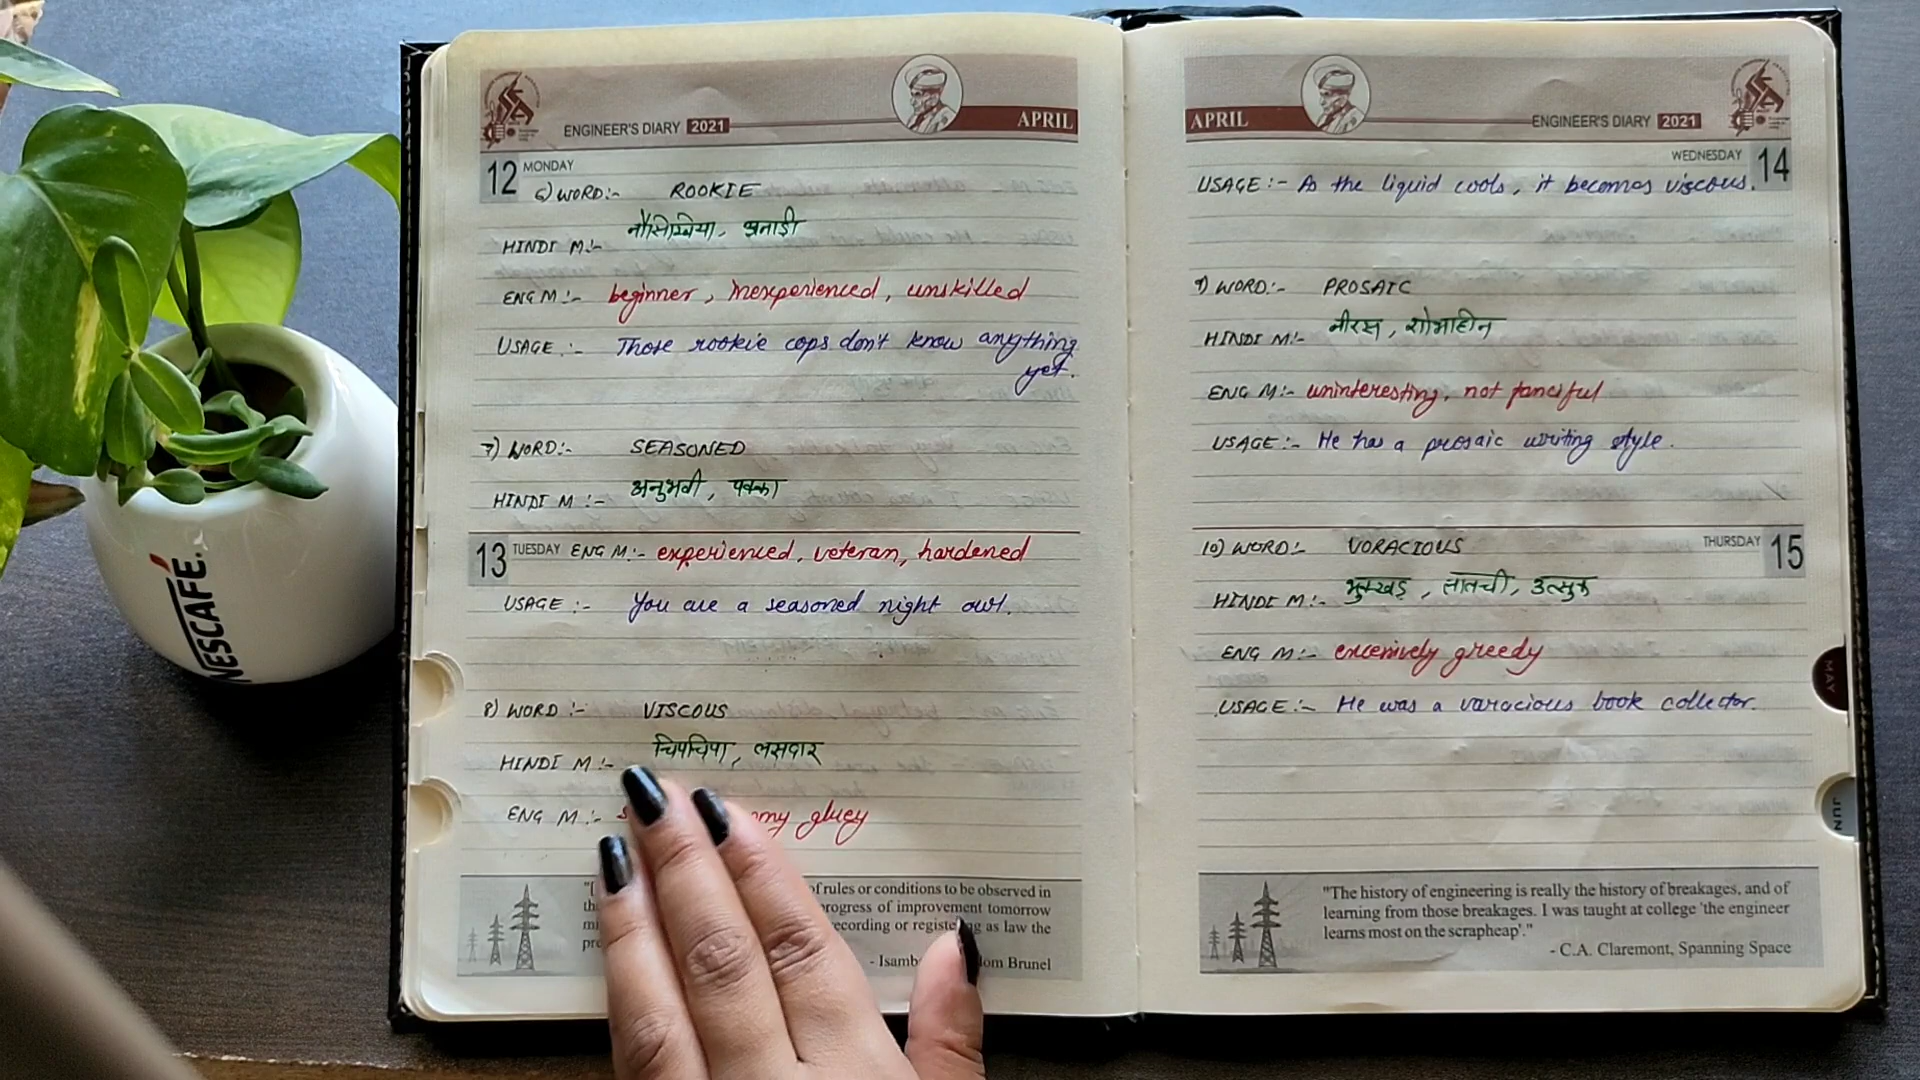 ENGINEER'S DIARY 2021
APRIL
12 MONDAY
6) WORD:- ROOKIE
HINDI M:- नौसिखिया, अनाड़ी
ENG M:- beginner, inexperienced, unskilled
USAGE:- Those rookie cops don't know anything
yet.
7) WORD:- SEASONED
HINDI M:- अनुभवी, पक्का
13 TUESDAY ENG M:- experienced, veteran, hardened
USAGE:- You are a seasoned night owl.
8) WORD:- VISCOUS
HINDI M:- चिपचिपा, लसदार
ENG M:- gluey
of rules or conditions to be observed in
progress of improvement tomorrow
recording or registering as law the
- Isamb dom Brunel
NESCAFÉ.
APRIL
ENGINEER'S DIARY 2021
WEDNESDAY 14
USAGE:- As the liquid cools, it becomes viscous.
9) WORD:- PROSAIC
HINDI M:- नीरस, शोभाहीन
ENG M:- uninteresting, not fanciful
USAGE:- He has a prosaic writing style.
10) WORD:- VORACIOUS
THURSDAY 15
HINDI M:- भुक्खड़, लालची, उत्सुक
ENG M:- excessively greedy
USAGE:- He was a varacious book collector.
MAY
JUN
"The history of engineering is really the history of breakages, and of
learning from those breakages. I was taught at college 'the engineer
learns most on the scrapheap'."
- C.A. Claremont, Spanning Space